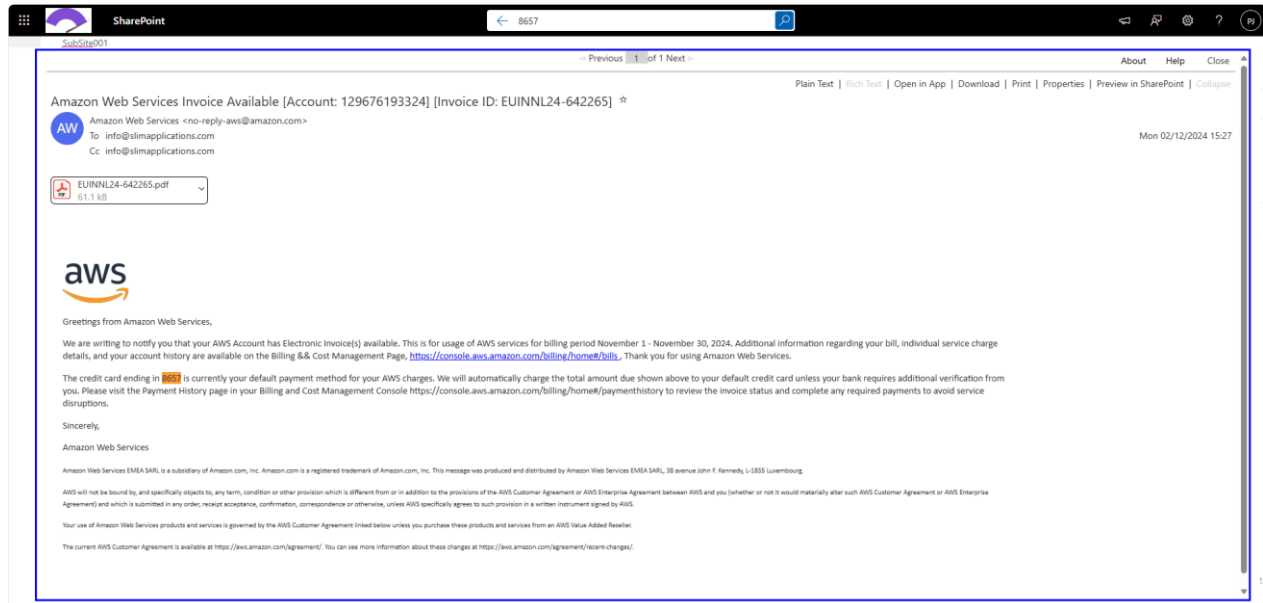 SharePoint
8657
?
PJ
SubSite001
Previous 1 of 1 Next
About Help Close
Plain Text | Rich Text | Open in App | Download | Print | Properties | Preview in SharePoint | Collapse
Amazon Web Services Invoice Available [Account: 129676193324] [Invoice ID: EUINNL24-642265]
AW
Amazon Web Services <no-reply-aws@amazon.com>
To info@slimapplications.com
Mon 02/12/2024 15:27
Cc info@slimapplications.com
EUINNL24-642265.pdf
PDF
61.1 kB
aws
Greetings from Amazon Web Services,
We are writing to notify you that your AWS Account has Electronic Invoice(s) available. This is for usage of AWS services for billing period November 1 - November 30, 2024. Additional information regarding your bill, individual service charge
details, and your account history are available on the Billing && Cost Management Page, https://console.aws.amazon.com/billing/home#/bills . Thank you for using Amazon Web Services.
The credit card ending in 8657 is currently your default payment method for your AWS charges. We will automatically charge the total amount due shown above to your default credit card unless your bank requires additional verification from
you. Please visit the Payment History page in your Billing and Cost Management Console https://console.aws.amazon.com/billing/home#/paymenthistory to review the invoice status and complete any required payments to avoid service
disruptions.
Sincerely,
Amazon Web Services
Amazon Web Services EMEA SARL is a subsidiary of Amazon.com, Inc. Amazon.com is a registered trademark of Amazon.com, Inc. This message was produced and distributed by Amazon Web Services EMEA SARL, 38 avenue John F. Kennedy, L-1855 Luxembourg.
AWS will not be bound by, and specifically objects to, any term, condition or other provision which is different from or in addition to the provisions of the AWS Customer Agreement or AWS Enterprise Agreement between AWS and you (whether or not it would materially alter such AWS Customer Agreement or AWS Enterprise
Agreement) and which is submitted in any order, receipt acceptance, confirmation, correspondence or otherwise, unless AWS specifically agrees to such provision in a written instrument signed by AWS.
Your use of Amazon Web Services products and services is governed by the AWS Customer Agreement linked below unless you purchase these products and services from an AWS Value Added Reseller.
The current AWS Customer Agreement is available at https://aws.amazon.com/agreement/. You can see more information about these changes at https://aws.amazon.com/agreement/recent-changes/.